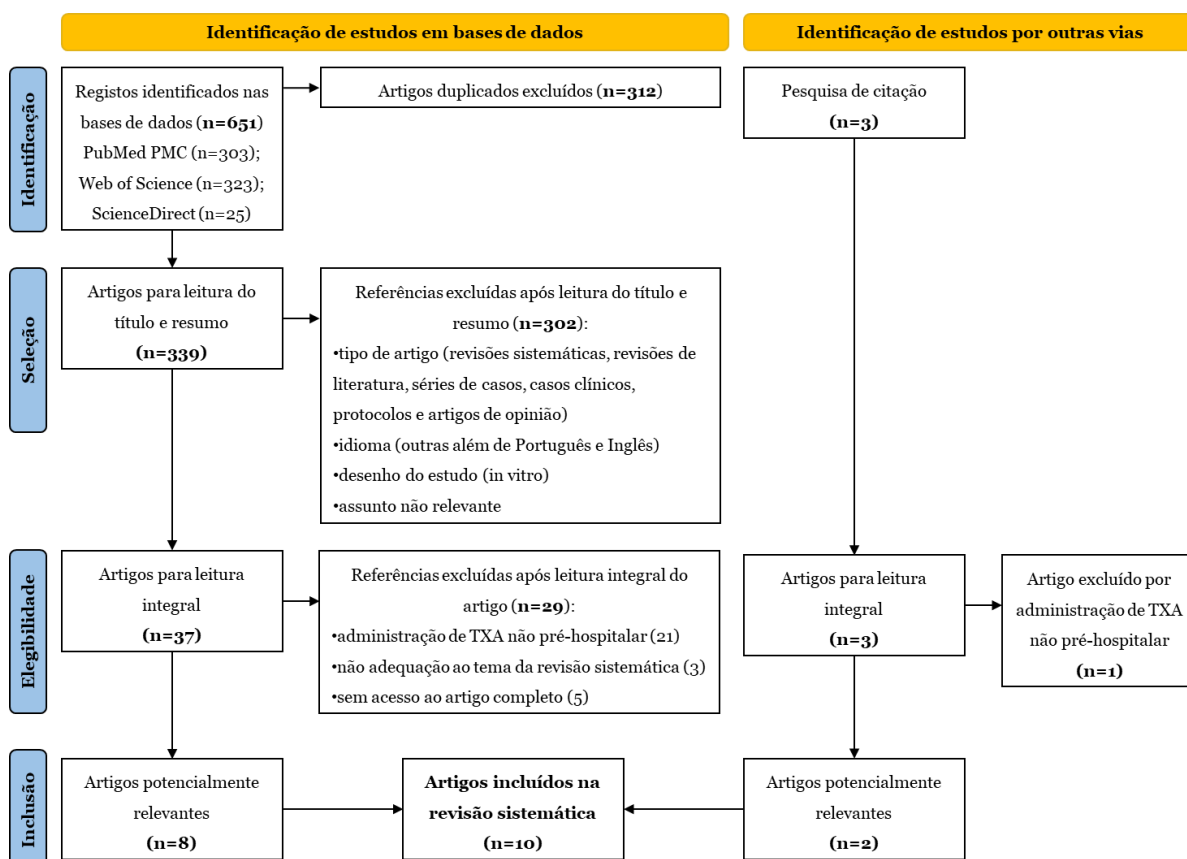 Identificação de estudos em bases de dados
Identificação de estudos por outras vias
Identificação
Registos identificados nas
bases de dados (n=651)
PubMed PMC (n=303);
Web of Science (n=323);
ScienceDirect (n=25)
Artigos duplicados excluídos (n=312)
Pesquisa de citação
(n=3)
Seleção
Artigos para leitura do
título e resumo
(n=339)
Referências excluídas após leitura do título e
resumo (n=302):
•tipo de artigo (revisões sistemáticas, revisões de
literatura, séries de casos, casos clínicos,
protocolos e artigos de opinião)
•idioma (outras além de Português e Inglês)
•desenho do estudo (in vitro)
•assunto não relevante
Elegibilidade
Artigos para leitura
integral
(n=37)
Referências excluídas após leitura integral do
artigo (n=29):
•administração de TXA não pré-hospitalar (21)
•não adequação ao tema da revisão sistemática (3)
•sem acesso ao artigo completo (5)
Artigos para leitura
integral
(n=3)
Artigo excluído por
administração de TXA
não pré-hospitalar
(n=1)
Inclusão
Artigos potencialmente
relevantes
(n=8)
Artigos incluídos na
revisão sistemática
(n=10)
Artigos potencialmente
relevantes
(n=2)